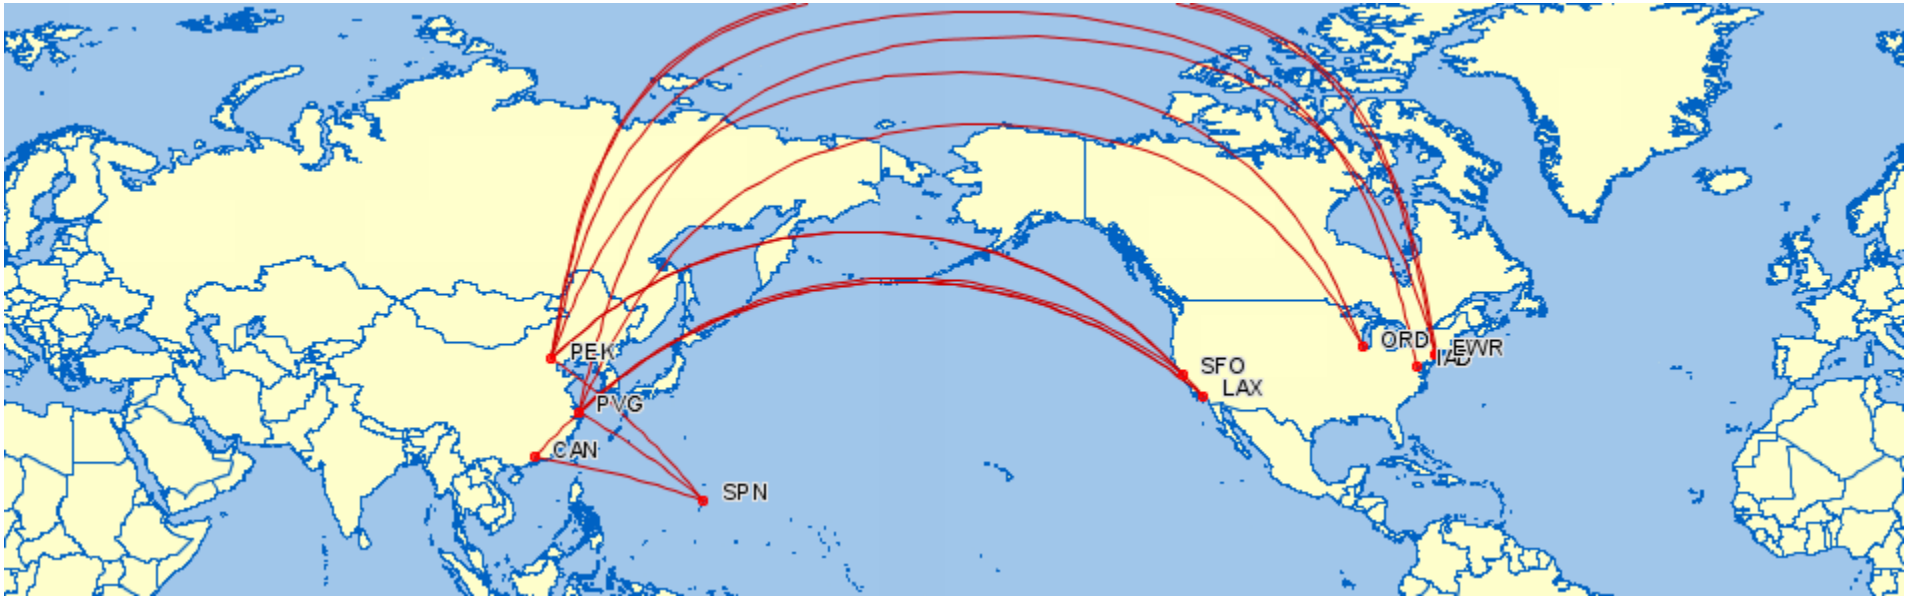 PEK
ORD
EWR
IAD
SFO
LAX
PVG
CAN
SPN